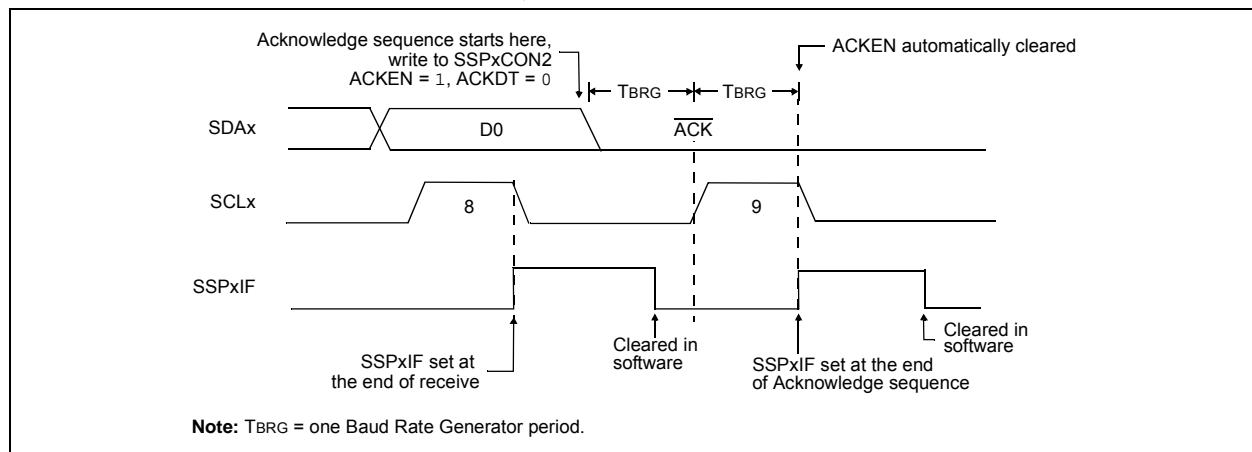 Acknowledge sequence starts here,
write to SSPxCON2
ACKEN = 1, ACKDT = 0
ACKEN automatically cleared
TBRG
TBRG
SDAx
D0
ACK
SCLx
8
9
SSPxIF
SSPxIF set at
the end of receive
Cleared in
software
SSPxIF set at the end
of Acknowledge sequence
Cleared in
software
Note: TBRG = one Baud Rate Generator period.